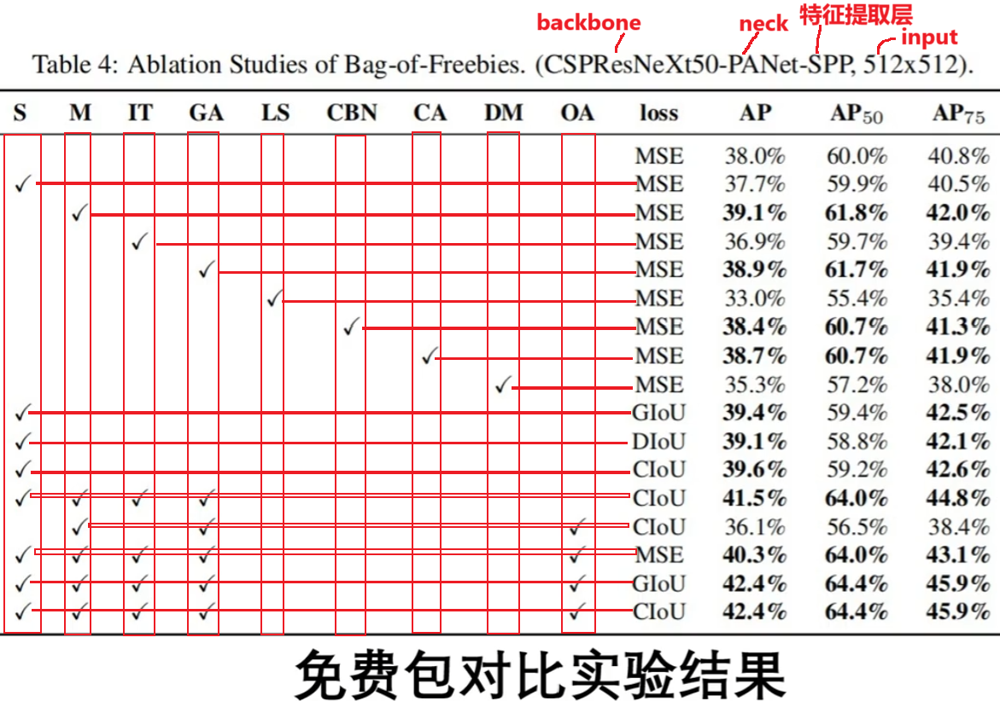 backbone neck 特征提取层 input
Table 4: Ablation Studies of Bag-of-Freebies. (CSPResNeXt50-PANet-SPP, 512x512).
S M IT GA LS CBN CA DM OA loss AP AP50 AP75
MSE 38.0% 60.0% 40.8%
✓ MSE 37.7% 59.9% 40.5%
✓ MSE 39.1% 61.8% 42.0%
✓ MSE 36.9% 59.7% 39.4%
✓ MSE 38.9% 61.7% 41.9%
✓ MSE 33.0% 55.4% 35.4%
✓ MSE 38.4% 60.7% 41.3%
✓ MSE 38.7% 60.7% 41.9%
✓ MSE 35.3% 57.2% 38.0%
✓ GIoU 39.4% 59.4% 42.5%
✓ DIoU 39.1% 58.8% 42.1%
✓ CIoU 39.6% 59.2% 42.6%
✓ ✓ ✓ ✓ CIoU 41.5% 64.0% 44.8%
✓ ✓ ✓ CIoU 36.1% 56.5% 38.4%
✓ ✓ ✓ ✓ ✓ MSE 40.3% 64.0% 43.1%
✓ ✓ ✓ ✓ ✓ GIoU 42.4% 64.4% 45.9%
✓ ✓ ✓ ✓ ✓ CIoU 42.4% 64.4% 45.9%
免费包对比实验结果